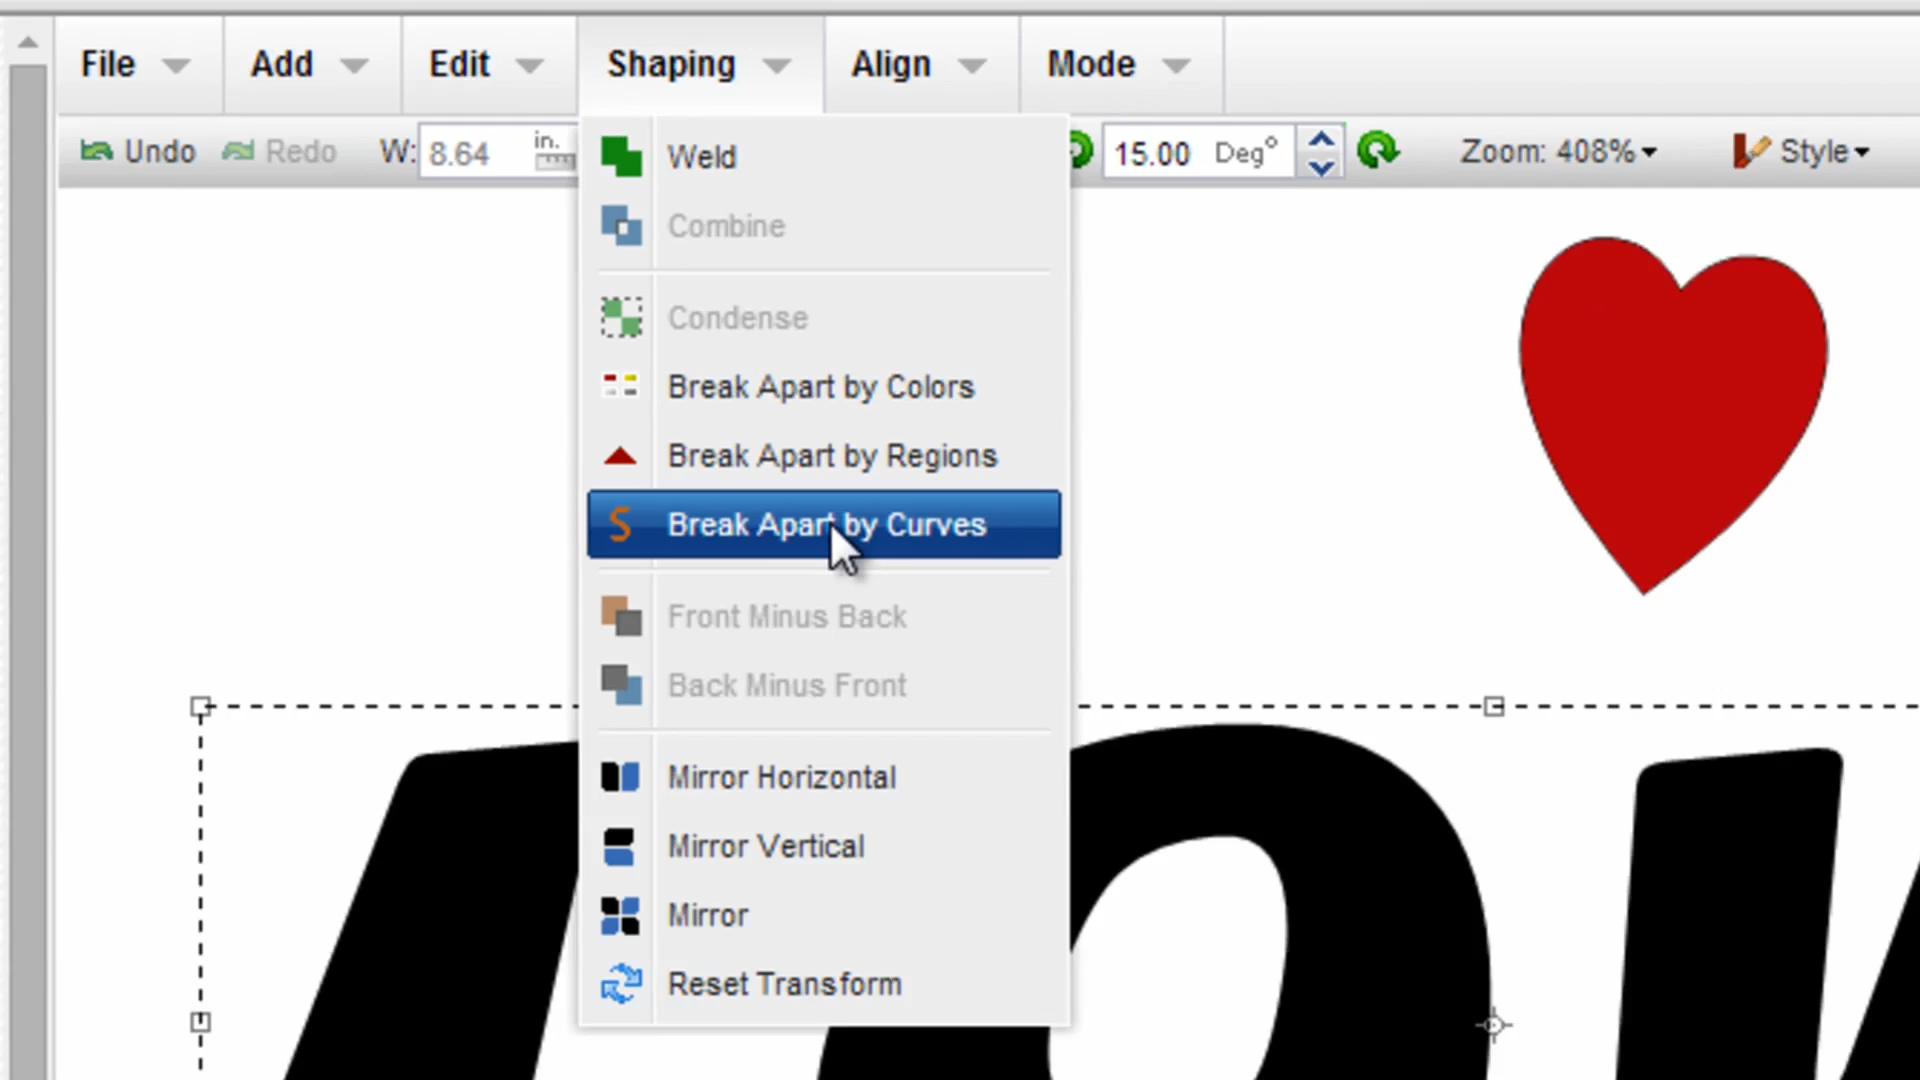 File Add Edit Shaping Align Mode
Undo Redo W: 8.64 in. 15.00 Deg° Zoom: 408% Style
Weld
Combine
Condense
Break Apart by Colors
Break Apart by Regions
Break Apart by Curves
Front Minus Back
Back Minus Front
Mirror Horizontal
Mirror Vertical
Mirror
Reset Transform